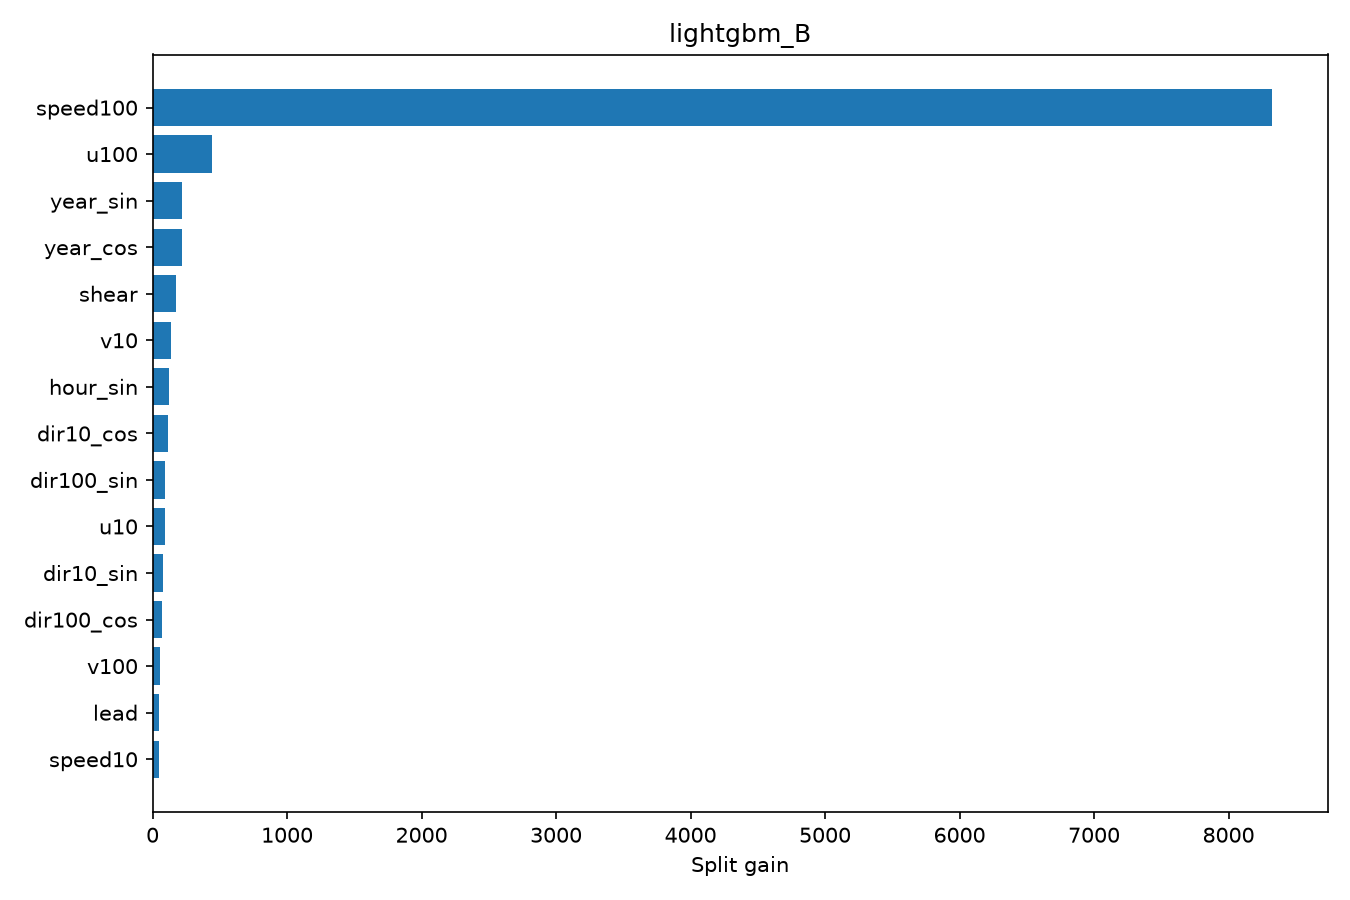 lightgbm_B
speed100
u100
year_sin
year_cos
shear
v10
hour_sin
dir10_cos
dir100_sin
u10
dir10_sin
dir100_cos
v100
lead
speed10
0 1000 2000 3000 4000 5000 6000 7000 8000
Split gain